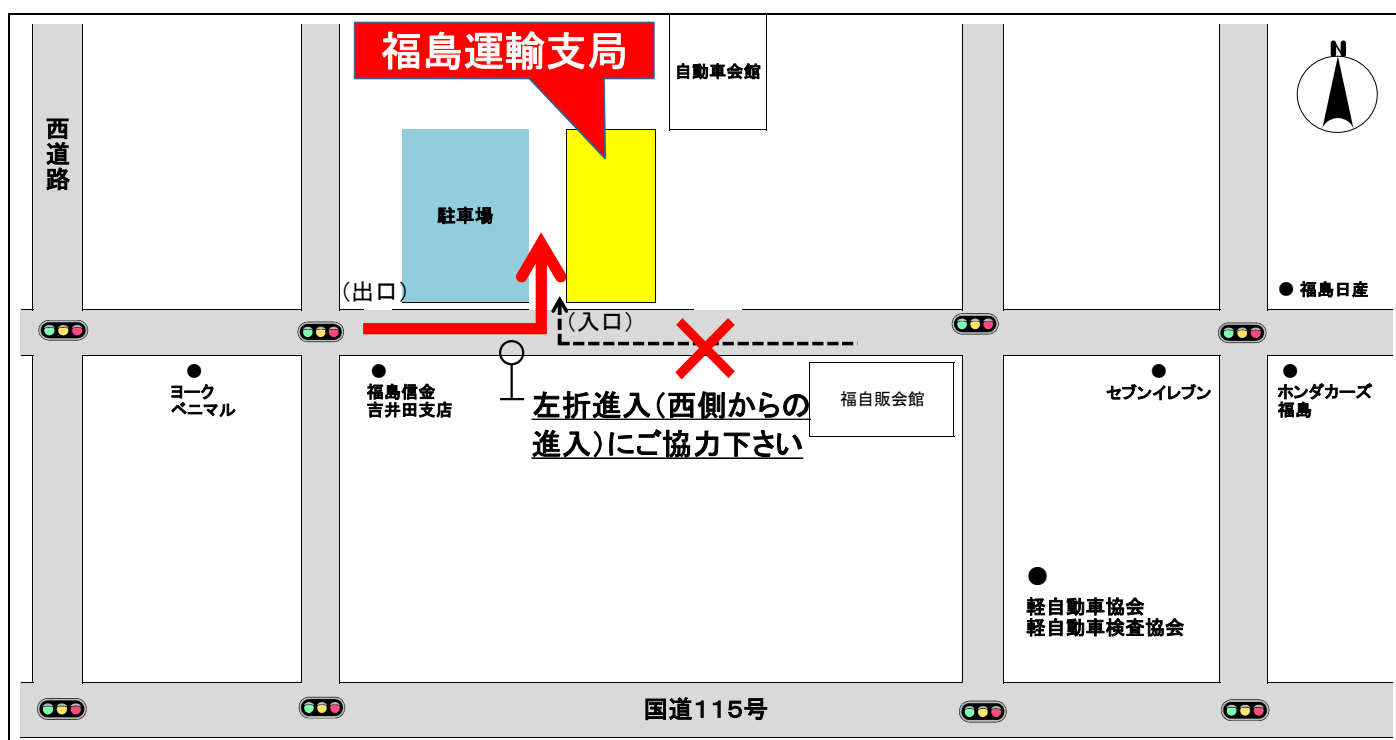 福島運輸支局
自動車会館
N
西道路
駐車場
(出口)
(入口)
福島日産
ヨーク
ベニマル
福島信金
吉井田支店
左折進入(西側からの
進入)にご協力下さい
福自販会館
セブンイレブン
ホンダカーズ
福島
軽自動車協会
軽自動車検査協会
国道115号